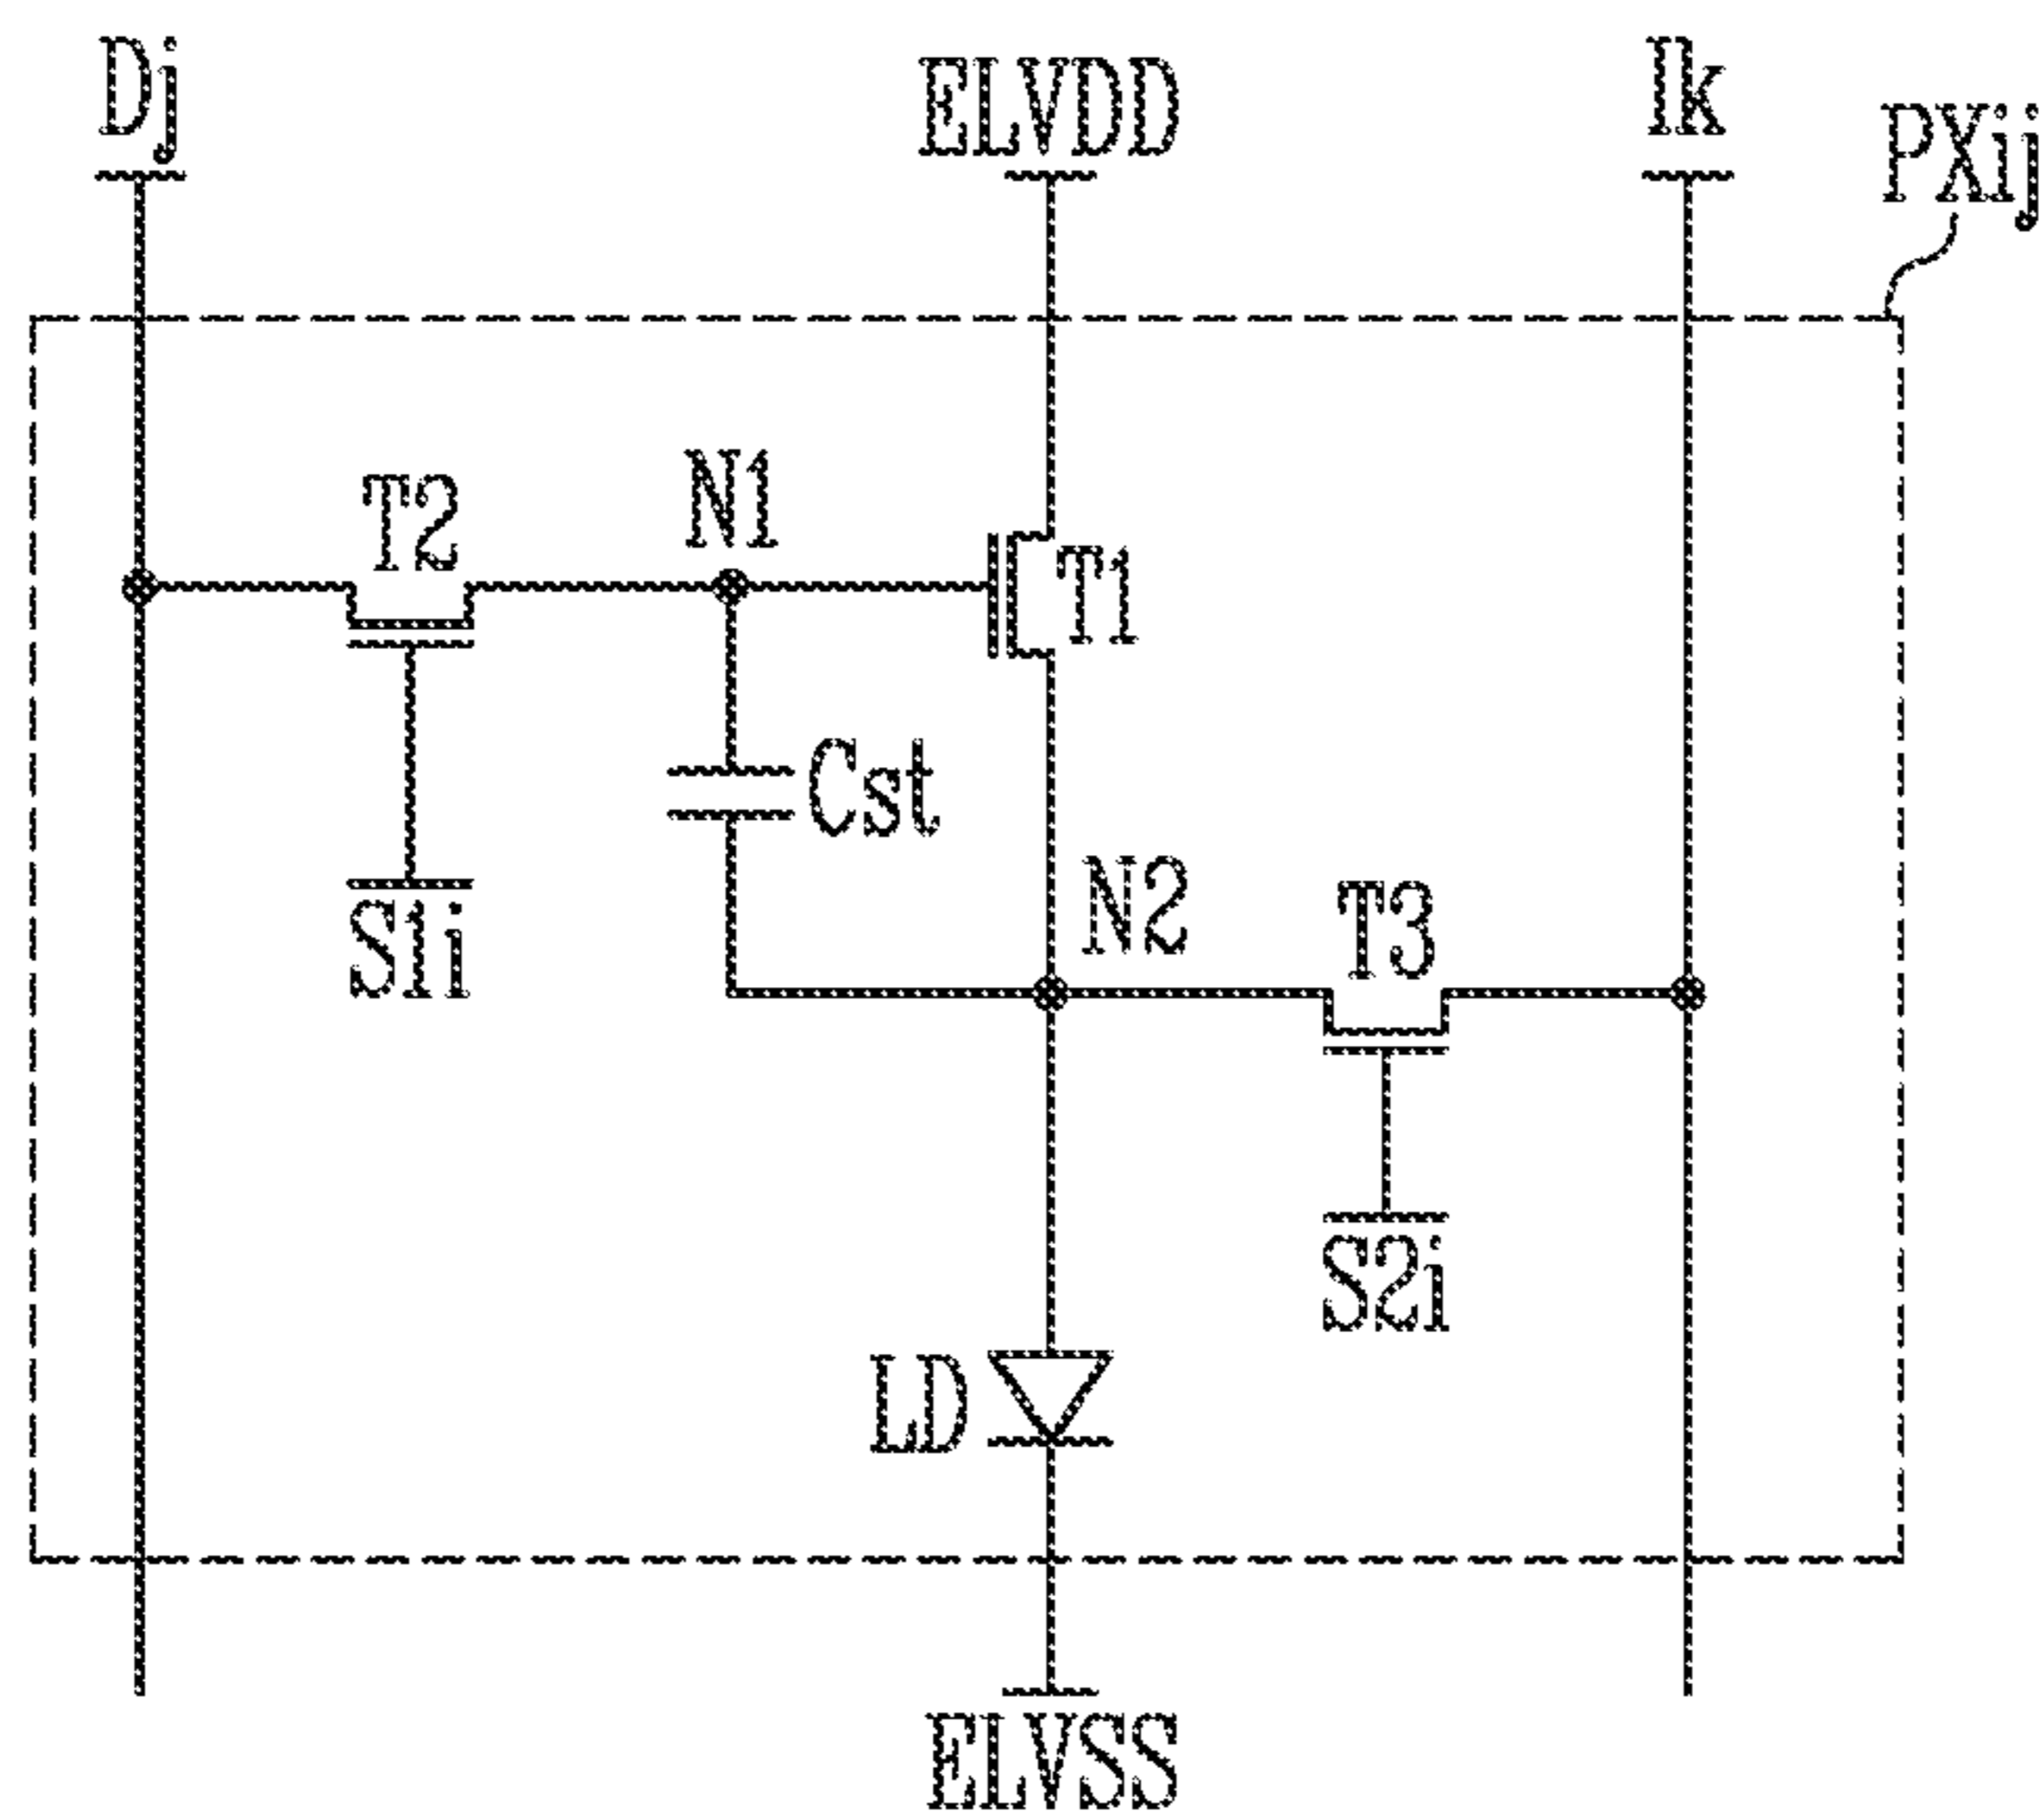 Dj
ELVDD
Ik
PXij
T2
N1
T1
Cst
S1i
N2
T3
S2i
LD
ELVSS